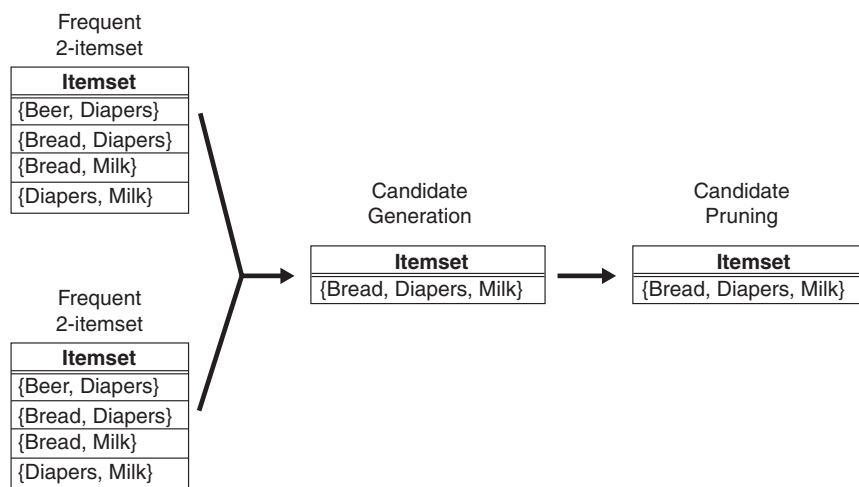 Frequent
2-itemset
Itemset
{Beer, Diapers}
{Bread, Diapers}
{Bread, Milk}
{Diapers, Milk}
Frequent
2-itemset
Itemset
{Beer, Diapers}
{Bread, Diapers}
{Bread, Milk}
{Diapers, Milk}
Candidate
Generation
Itemset
{Bread, Diapers, Milk}
Candidate
Pruning
Itemset
{Bread, Diapers, Milk}